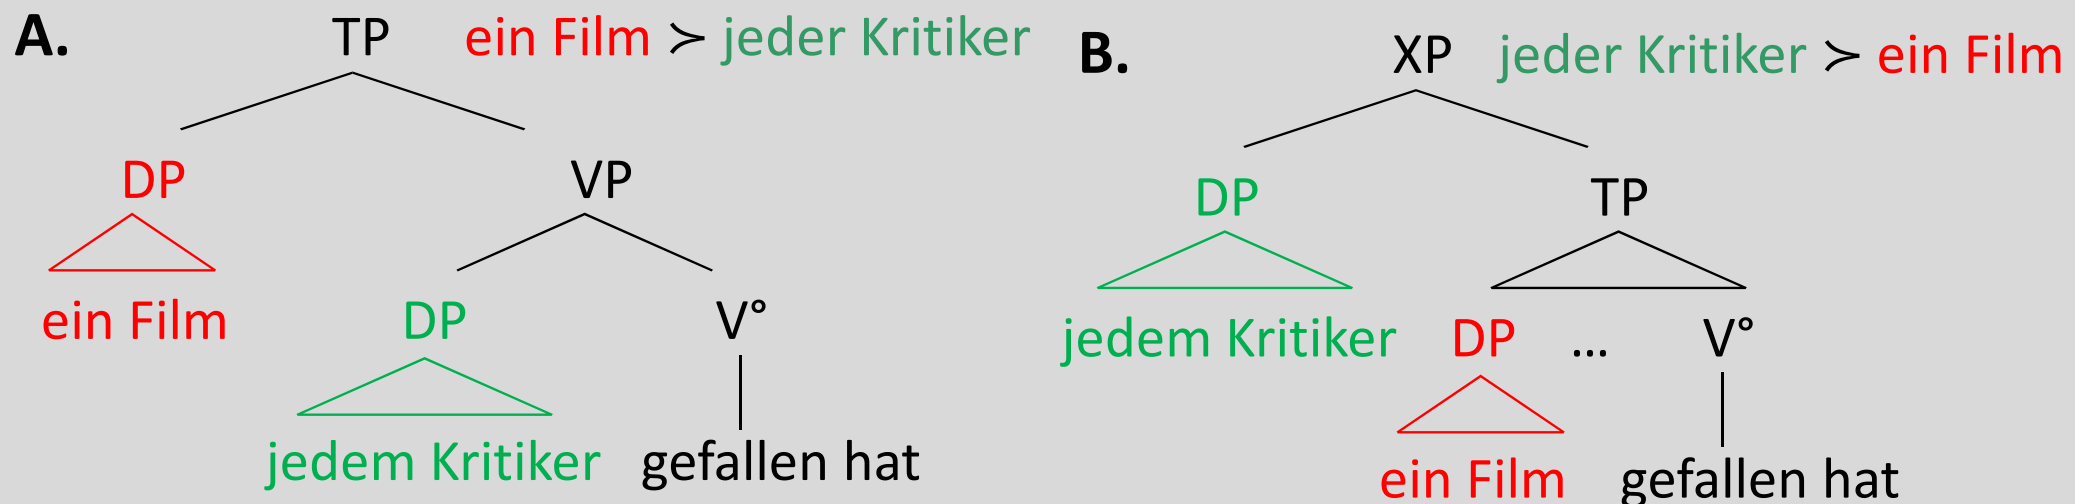 A. TP ein Film ≻ jeder Kritiker
DP VP
ein Film DP V°
jedem Kritiker gefallen hat
B. XP jeder Kritiker ≻ ein Film
DP TP
jedem Kritiker DP ... V°
ein Film gefallen hat